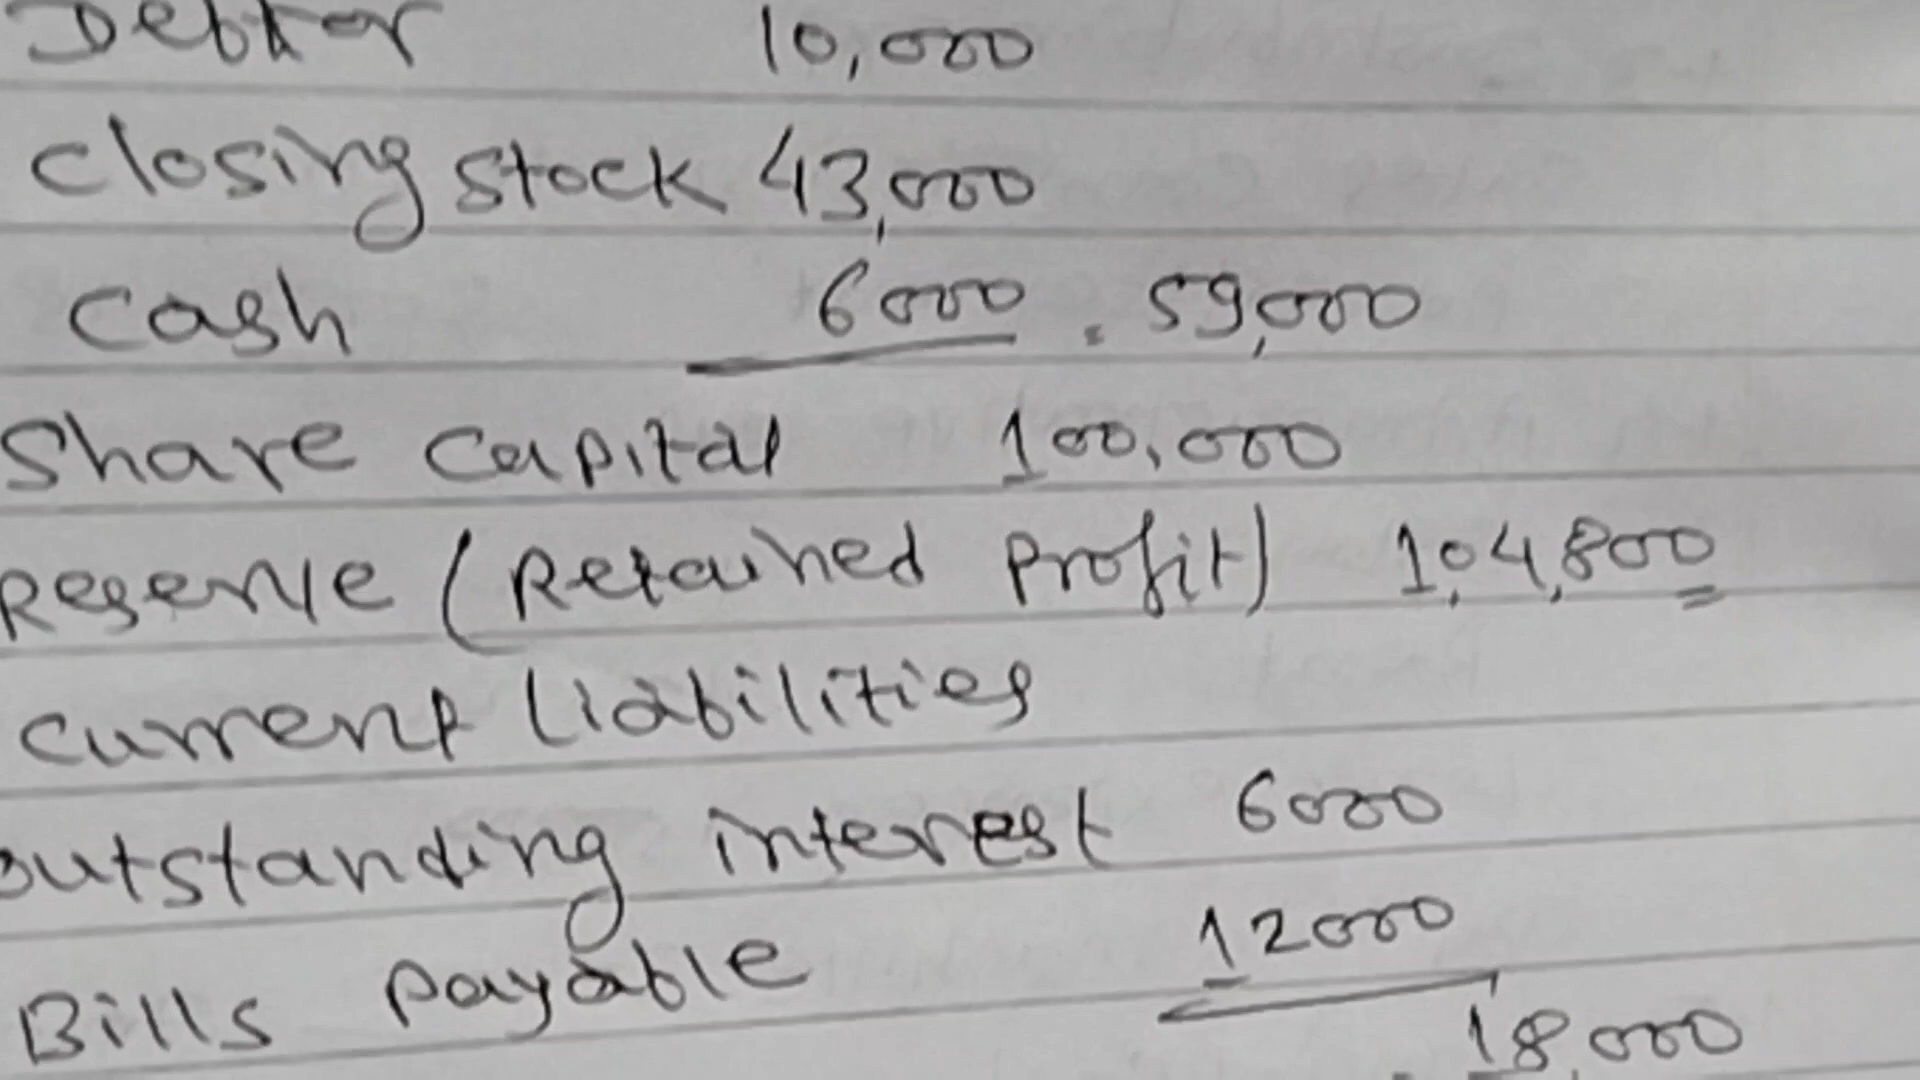 Debtor 10,000
Closing stock 43,000
Cash 6000 . 59,000
Share capital 100,000
Reserve (Retained Profit) 1,04,800
Current Liabilities
outstanding interest 6000
Bills payable 12000
18,000